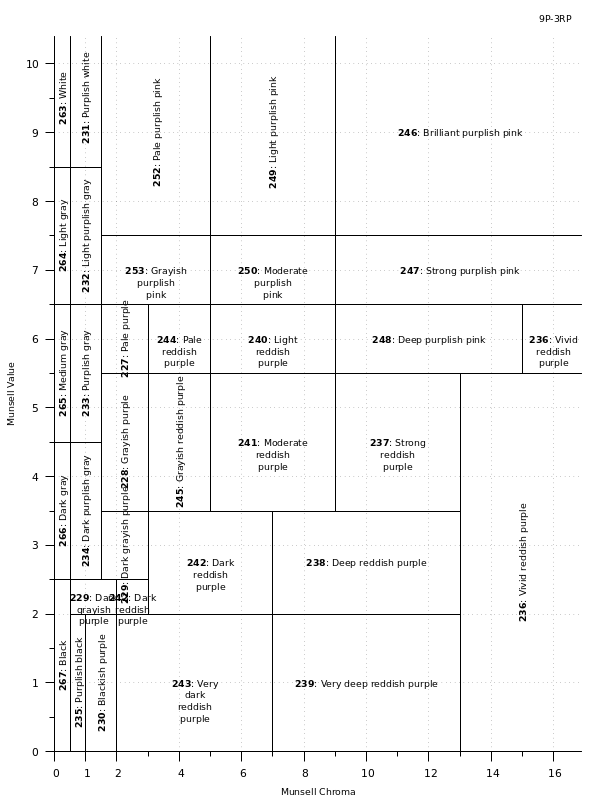 9P-3RP
10
9
8
7
6
5
4
3
2
1
0
Munsell Value
263: White
231: Purplish white
252: Pale purplish pink
249: Light purplish pink
246: Brilliant purplish pink
264: Light gray
232: Light purplish gray
253: Grayish
purplish
pink
250: Moderate
purplish
pink
247: Strong purplish pink
265: Medium gray
233: Purplish gray
227: Pale purple
244: Pale
reddish
purple
240: Light
reddish
purple
248: Deep purplish pink
236: Vivid
reddish
purple
228: Grayish purple
245: Grayish reddish purple
241: Moderate
reddish
purple
237: Strong
reddish
purple
266: Dark gray
234: Dark purplish gray
229: Dark grayish purple
242: Dark
reddish
purple
238: Deep reddish purple
236: Vivid reddish purple
229: Dark
grayish
purple
242: Dark
reddish
purple
267: Black
235: Purplish black
230: Blackish purple
243: Very
dark
reddish
purple
239: Very deep reddish purple
0 1 2 4 6 8 10 12 14 16
Munsell Chroma